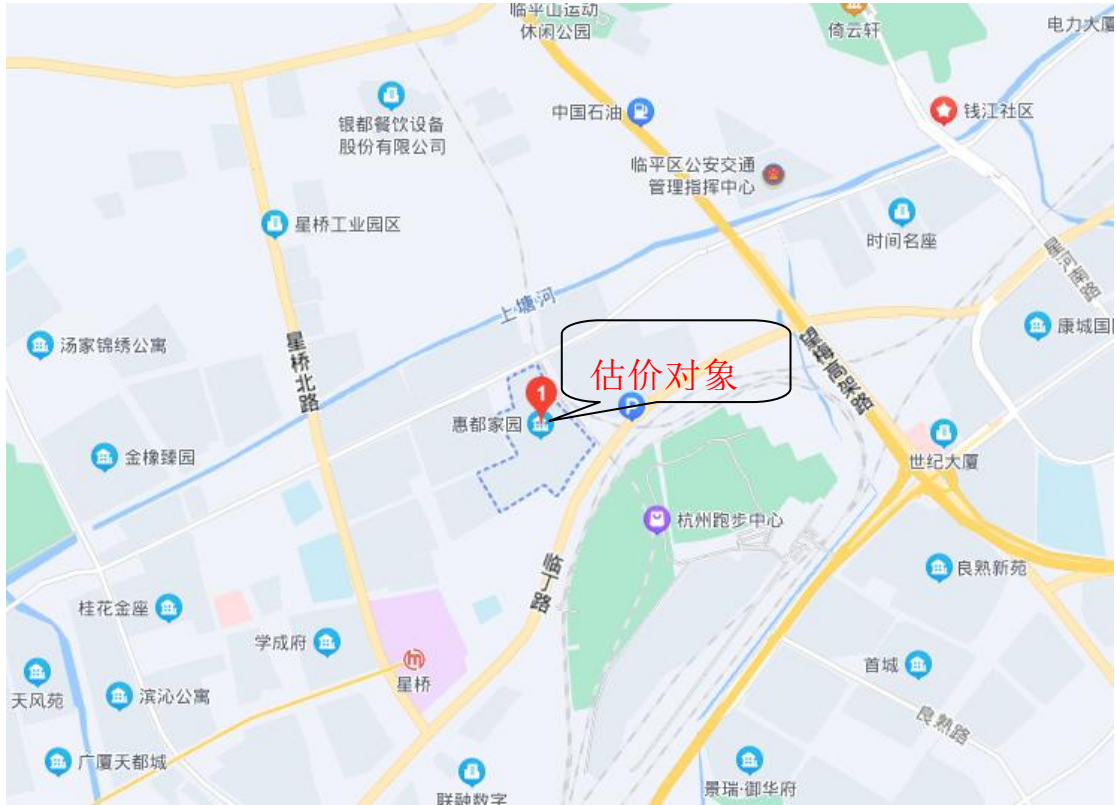 临平山运动
休闲公园
倚云轩
电力大厦
银都餐饮设备
股份有限公司
中国石油
钱江社区
临平区公安交通
管理指挥中心
星桥工业园区
时间名座
星河南路
上塘河
汤家锦绣公寓
星桥北路
康城国
估价对象
1
P
惠都家园
金橡臻园
世纪大厦
杭州跑步中心
临丁路
良熟新苑
桂花金座
学成府
星桥
首城
天风苑
滨沁公寓
良熟路
广厦天都城
景瑞·御华府
联融数字